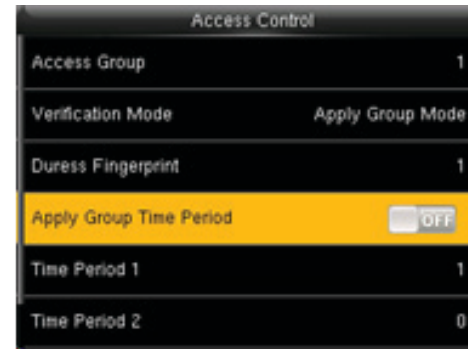 Access Control
Access Group 1
Verification Mode Apply Group Mode
Duress Fingerprint 1
Apply Group Time Period OFF
Time Period 1 1
Time Period 2 0